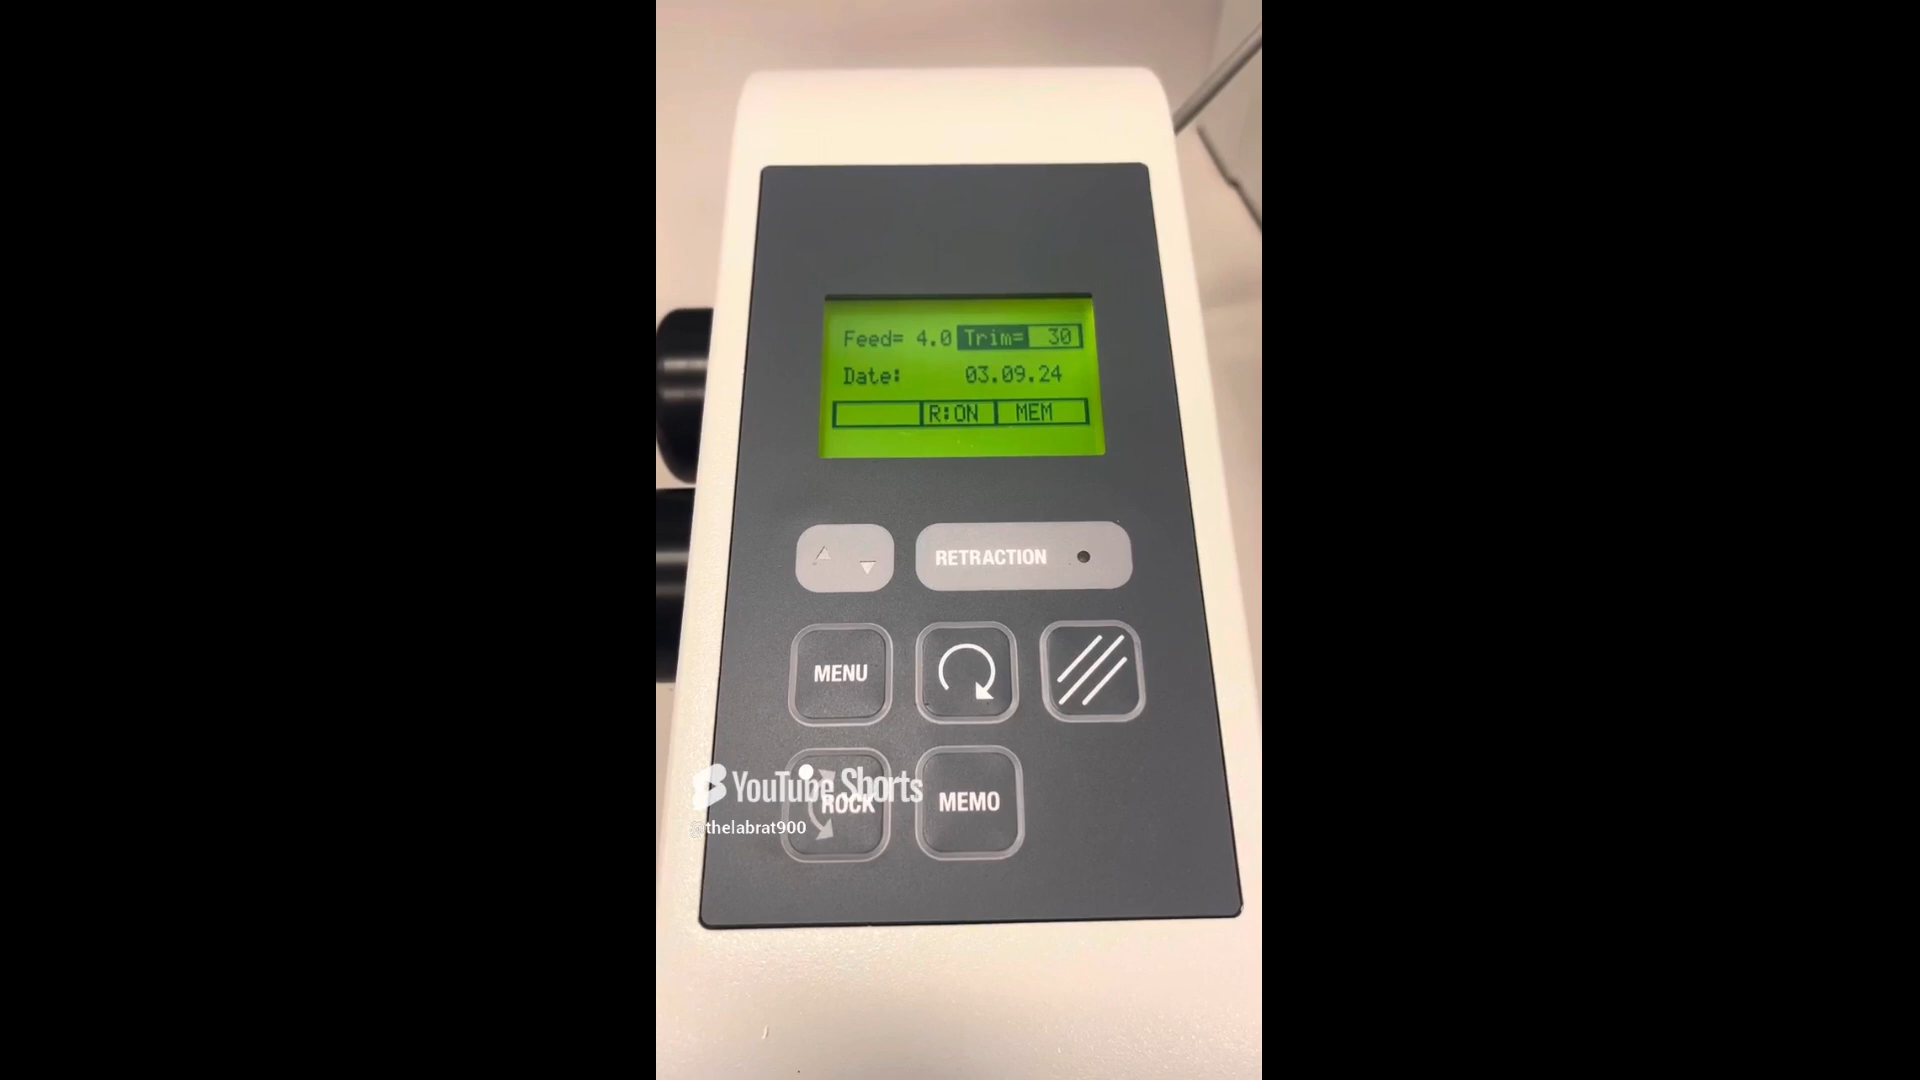 Feed= 4.0 Trim= 30
Date: 03.09.24
R:ON MEM
RETRACTION
MENU
YouTube Shorts
ROCK
MEMO
@thelabrat900